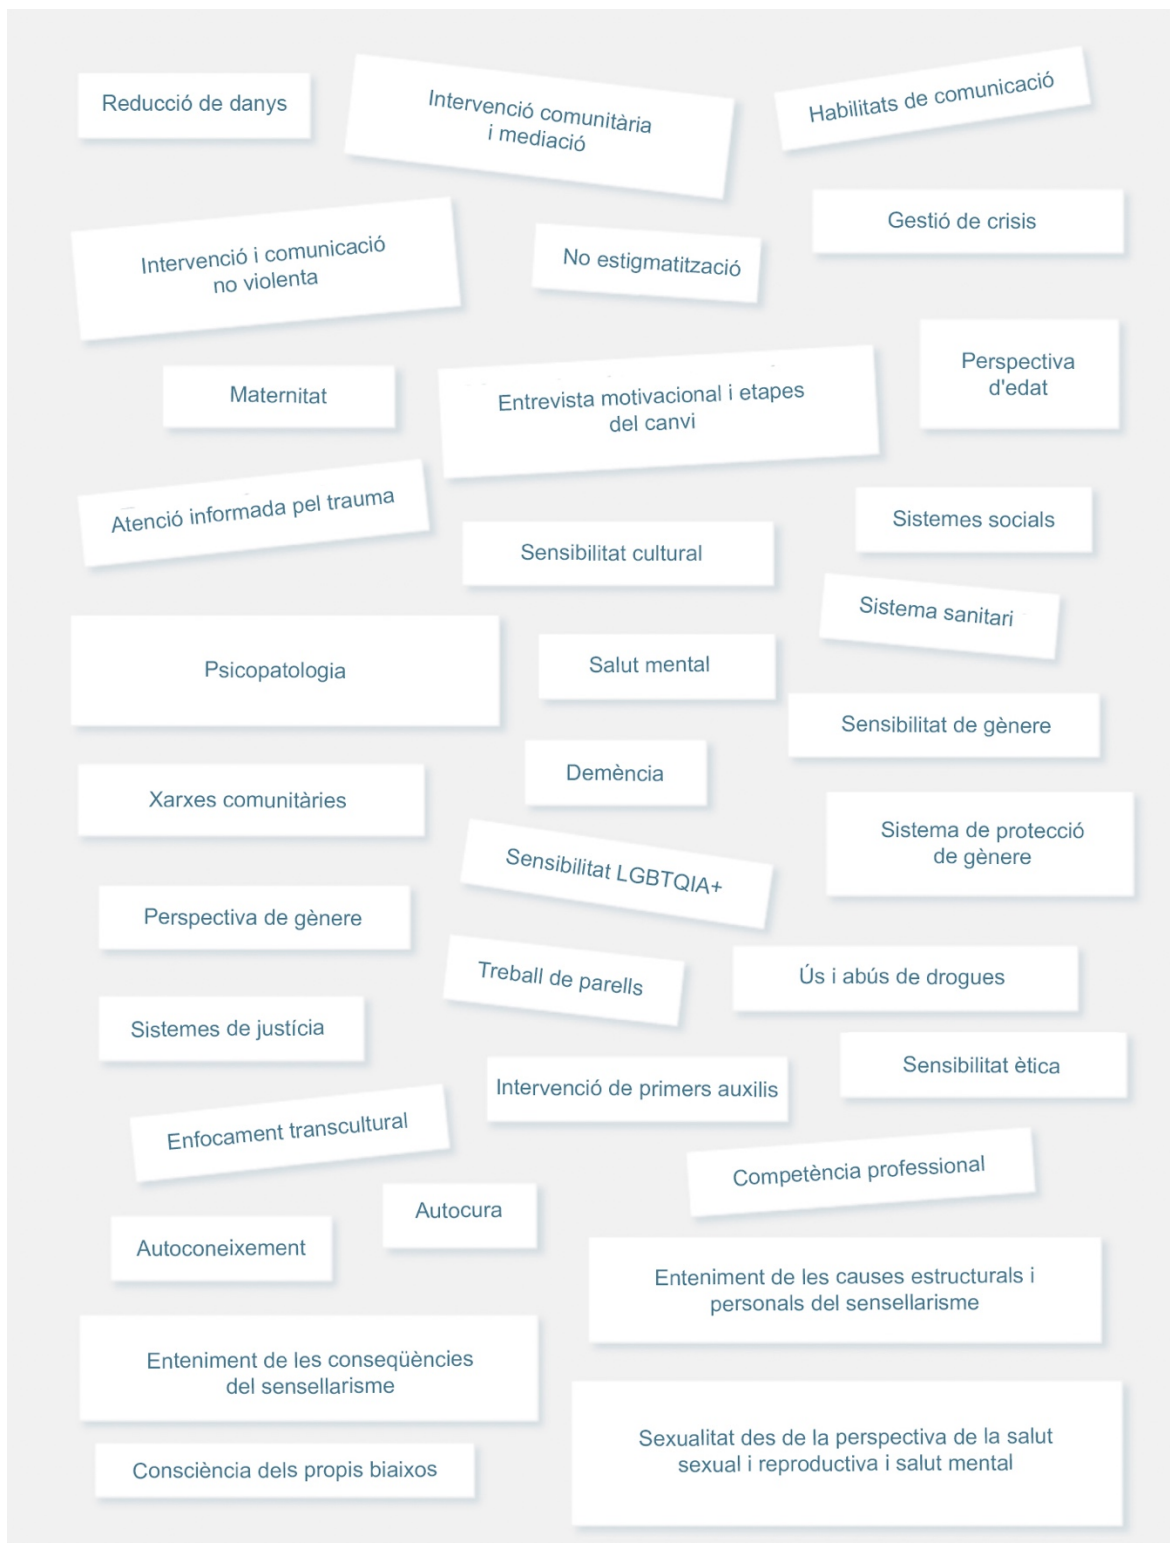 Reducció de danys
Intervenció comunitària
i mediació
Habilitats de comunicació
Gestió de crisis
Intervenció i comunicació
no violenta
No estigmatització
Perspectiva
d'edat
Maternitat
Entrevista motivacional i etapes
del canvi
Atenció informada pel trauma
Sistemes socials
Sensibilitat cultural
Sistema sanitari
Psicopatologia
Salut mental
Sensibilitat de gènere
Demència
Xarxes comunitàries
Sistema de protecció
de gènere
Sensibilitat LGBTQIA+
Perspectiva de gènere
Treball de parells
Ús i abús de drogues
Sistemes de justícia
Sensibilitat ètica
Intervenció de primers auxilis
Enfocament transcultural
Competència professional
Autocura
Autoconeixement
Enteniment de les causes estructurals i
personals del sensellarisme
Enteniment de les conseqüències
del sensellarisme
Sexualitat des de la perspectiva de la salut
sexual i reproductiva i salut mental
Consciència dels propis biaixos